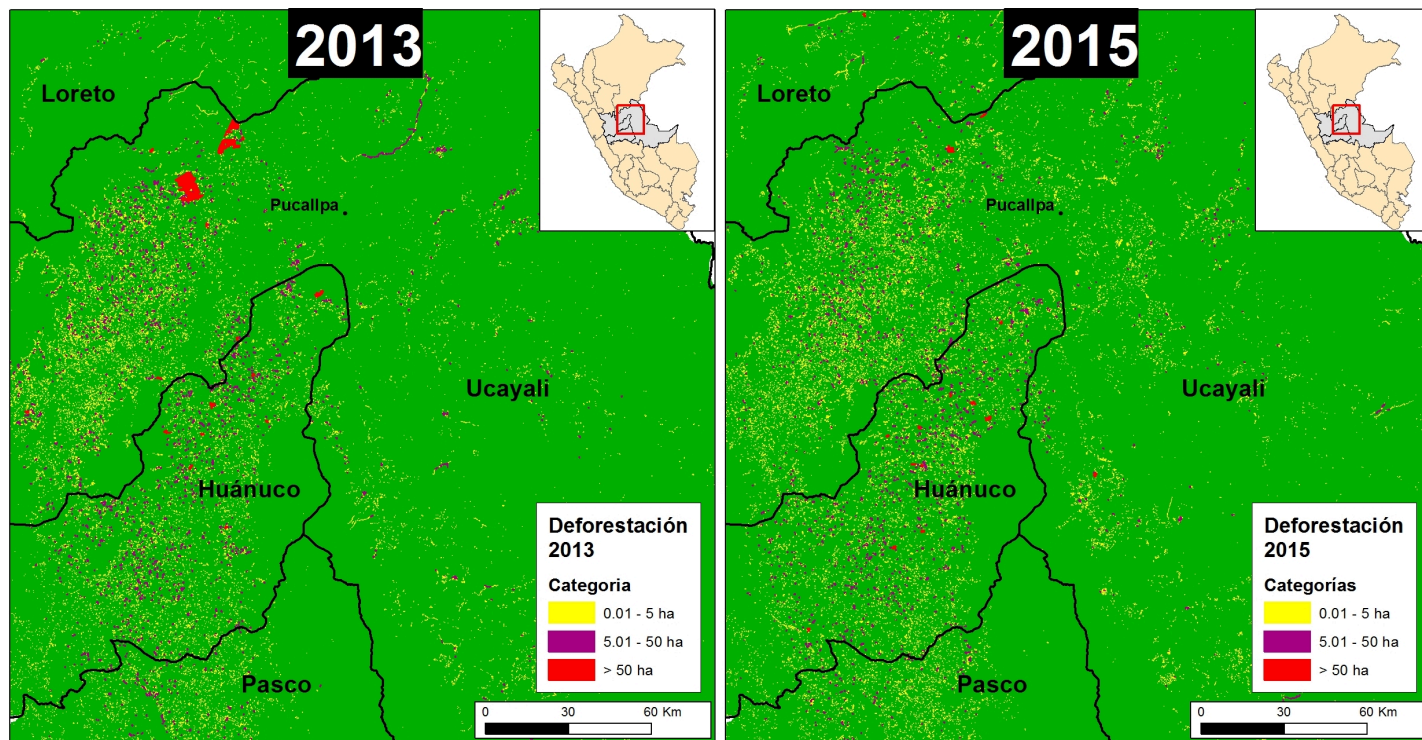 2013
Loreto
Pucallpa
Ucayali
Huánuco
Pasco
Deforestación
2013
Categoria
0.01 - 5 ha
5.01 - 50 ha
> 50 ha
0 30 60 Km
2015
Loreto
Pucallpa
Ucayali
Huánuco
Pasco
Deforestación
2015
Categorías
0.01 - 5 ha
5.01 - 50 ha
> 50 ha
0 30 60 Km